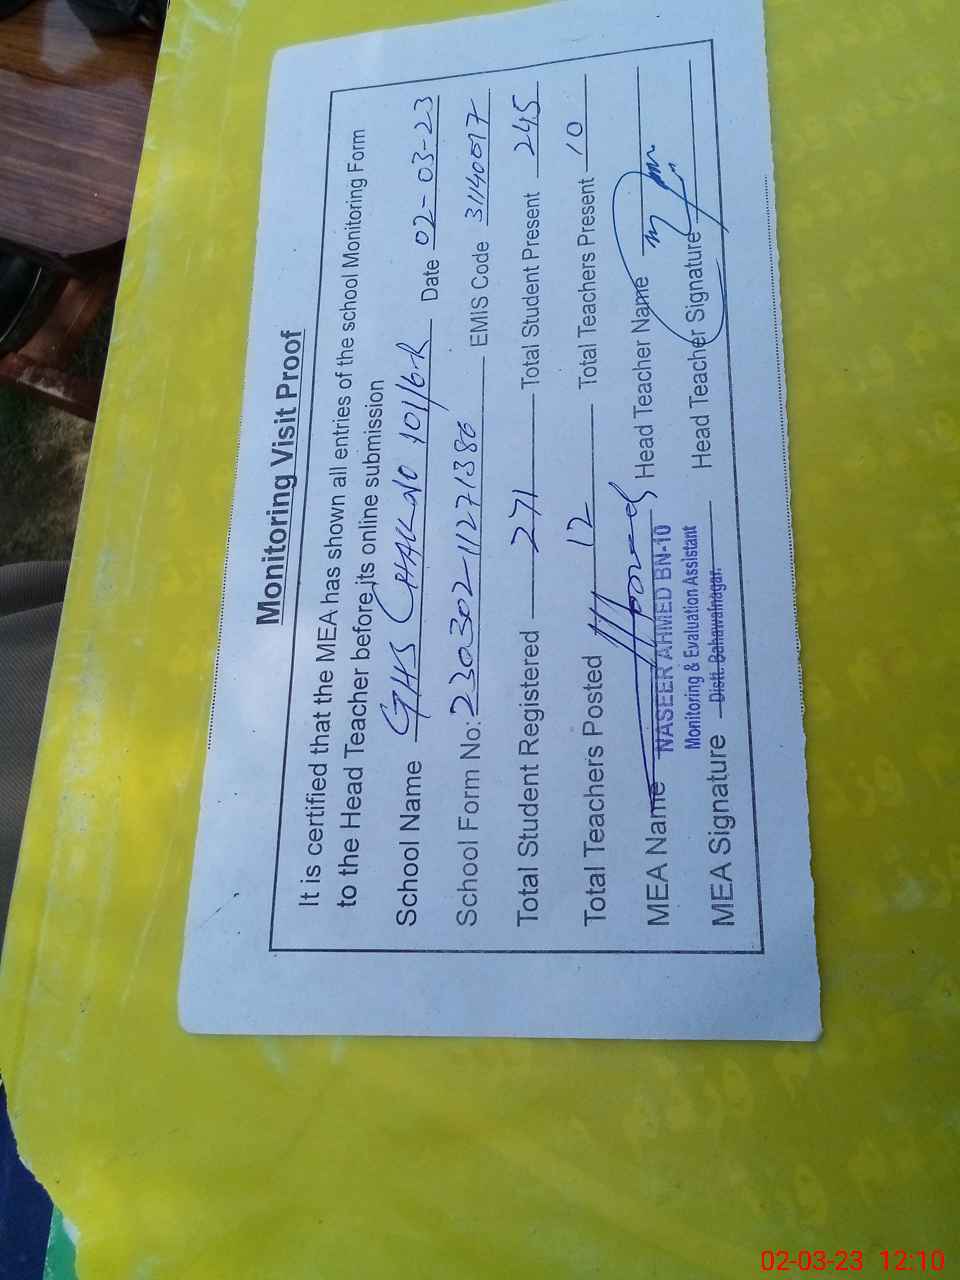 Monitoring Visit Proof
It is certified that the MEA has shown all entries of the school Monitoring Form
to the Head Teacher before its online submission
School Name GHS CHACK NO 101/6-R Date 02-03-23
School Form No: 230302-11271386 EMIS Code 31140017
Total Student Registered 271 Total Student Present 245
Total Teachers Posted 12 Total Teachers Present 10
MEA Name NASEER AHMED BN-10 Head Teacher Name
Monitoring & Evaluation Assistant
MEA Signature Distt. Bahawalnagar. Head Teacher Signature
02-03-23 12:10